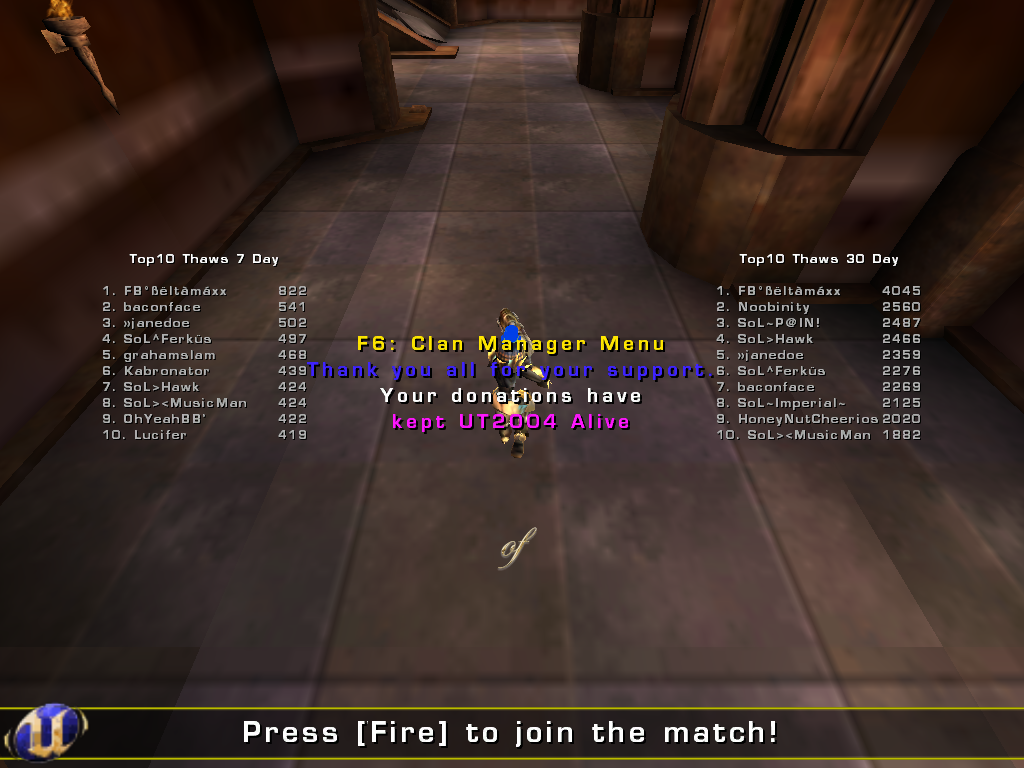 Top10 Thaws 7 Day
1. FB°ßéltàmáxx 822
2. baconface 541
3. »janedoe 502
4. SoL^Ferküs 497
5. grahamslam 468
6. Kabronator 439
7. SoL>Hawk 424
8. SoL><MusicMan 424
9. OhYeahBB' 422
10. Lucifer 419
F6: Clan Manager Menu
Thank you all for your support.
Your donations have
kept UT2004 Alive
Top10 Thaws 30 Day
1. FB°ßéltàmáxx 4045
2. Noobinity 2560
3. SoL~P@IN! 2487
4. SoL>Hawk 2466
5. »janedoe 2359
6. SoL^Ferküs 2276
7. baconface 2269
8. SoL~Imperial~ 2125
9. HoneyNutCheerios 2020
10. SoL><MusicMan 1882
of
U
Press [Fire] to join the match!